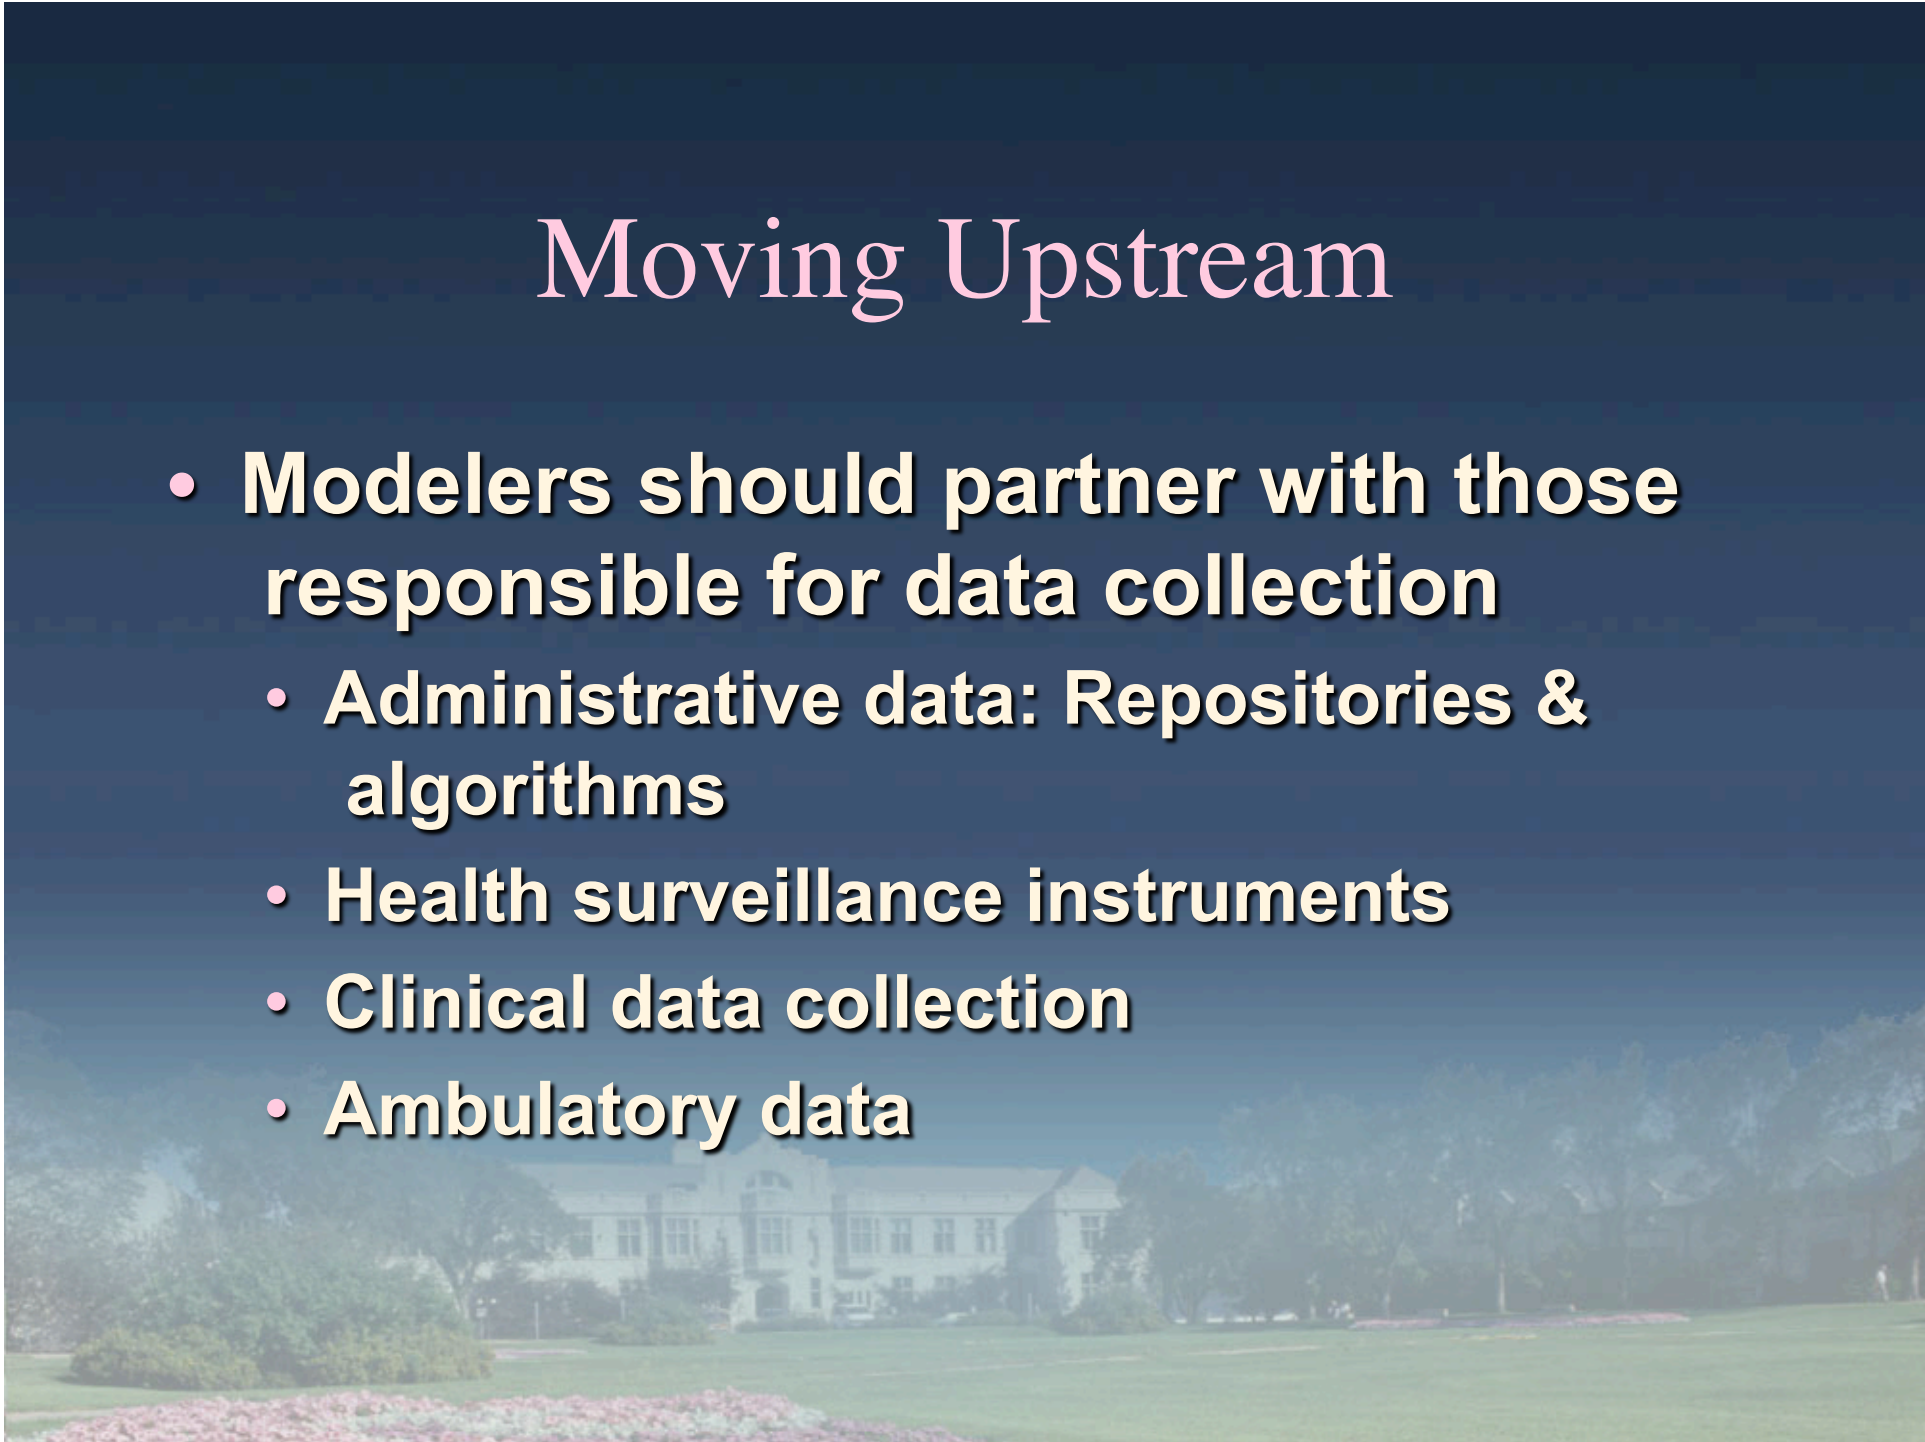 Moving Upstream
• Modelers should partner with those
responsible for data collection
• Administrative data: Repositories &
algorithms
• Health surveillance instruments
• Clinical data collection
• Ambulatory data